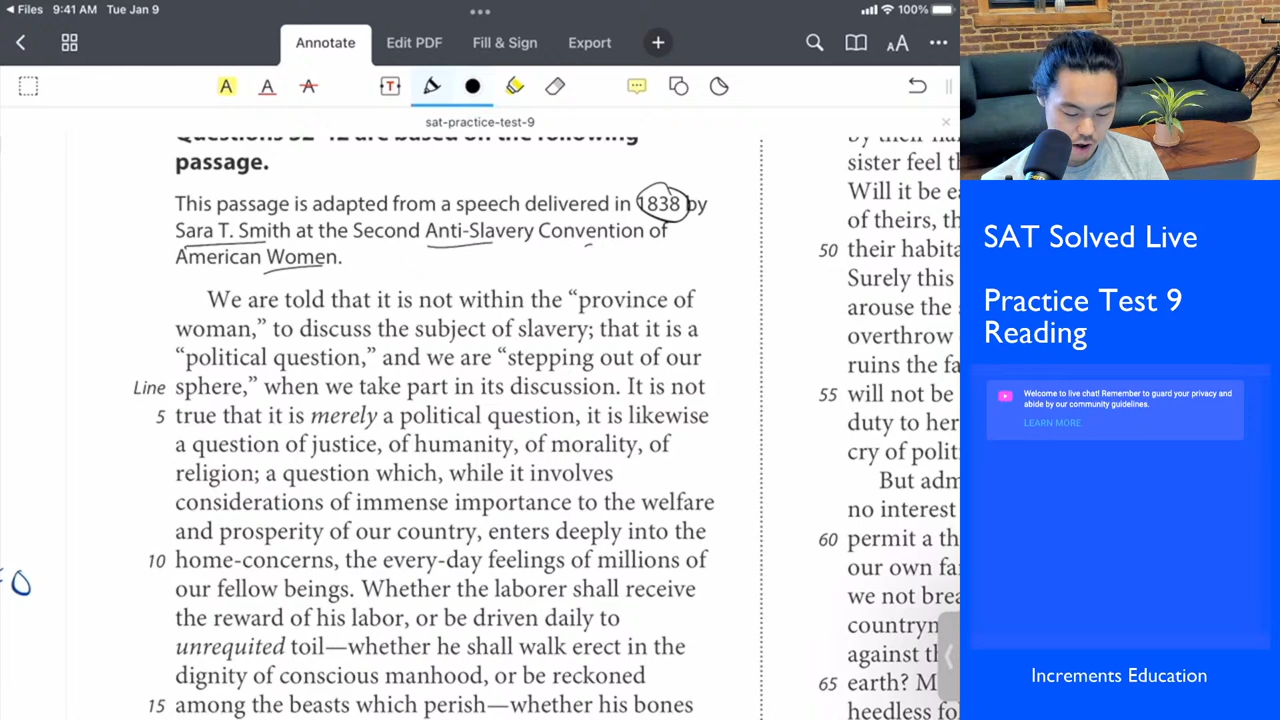 Files 9:41 AM Tue Jan 9 100%
Annotate Edit PDF Fill & Sign Export
sat-practice-test-9
Questions 32-42 are based on the following
passage.
This passage is adapted from a speech delivered in 1838 by
Sara T. Smith at the Second Anti-Slavery Convention of
American Women.
We are told that it is not within the “province of
woman,” to discuss the subject of slavery; that it is a
“political question,” and we are “stepping out of our
Line sphere,” when we take part in its discussion. It is not
5 true that it is merely a political question, it is likewise
a question of justice, of humanity, of morality, of
religion; a question which, while it involves
considerations of immense importance to the welfare
and prosperity of our country, enters deeply into the
10 home-concerns, the every-day feelings of millions of
our fellow beings. Whether the laborer shall receive
the reward of his labor, or be driven daily to
unrequited toil—whether he shall walk erect in the
dignity of conscious manhood, or be reckoned
15 among the beasts which perish—whether his bones
by their
sister feel th
Will it be ea
of theirs, th
50 their habita
Surely this
arouse the s
overthrow
ruins the fa
55 will not be
duty to her
cry of polit
But adm
no interest
60 permit a th
our own fa
we not brea
countryn
against th
65 earth? M
heedless fo
SAT Solved Live
Practice Test 9
Reading
Welcome to live chat! Remember to guard your privacy and
abide by our community guidelines.
LEARN MORE
Increments Education